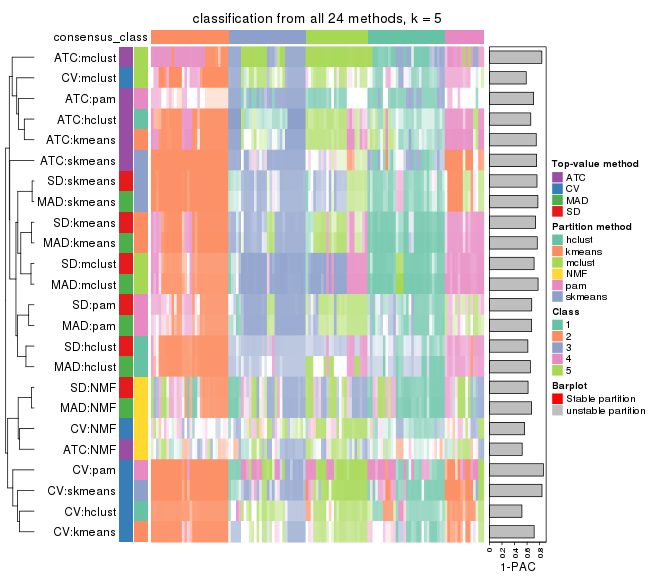 classification from all 24 methods, k = 5
consensus_class
ATC:mclust
CV:mclust
ATC:pam
ATC:hclust
ATC:kmeans
ATC:skmeans
SD:skmeans
MAD:skmeans
SD:kmeans
MAD:kmeans
SD:mclust
MAD:mclust
SD:pam
MAD:pam
SD:hclust
MAD:hclust
SD:NMF
MAD:NMF
CV:NMF
ATC:NMF
CV:pam
CV:skmeans
CV:hclust
CV:kmeans
0
0.2
0.4
0.6
0.8
1-PAC
Top-value method
ATC
CV
MAD
SD
Partition method
hclust
kmeans
mclust
NMF
pam
skmeans
Class
1
2
3
4
5
Barplot
Stable partition
unstable partition